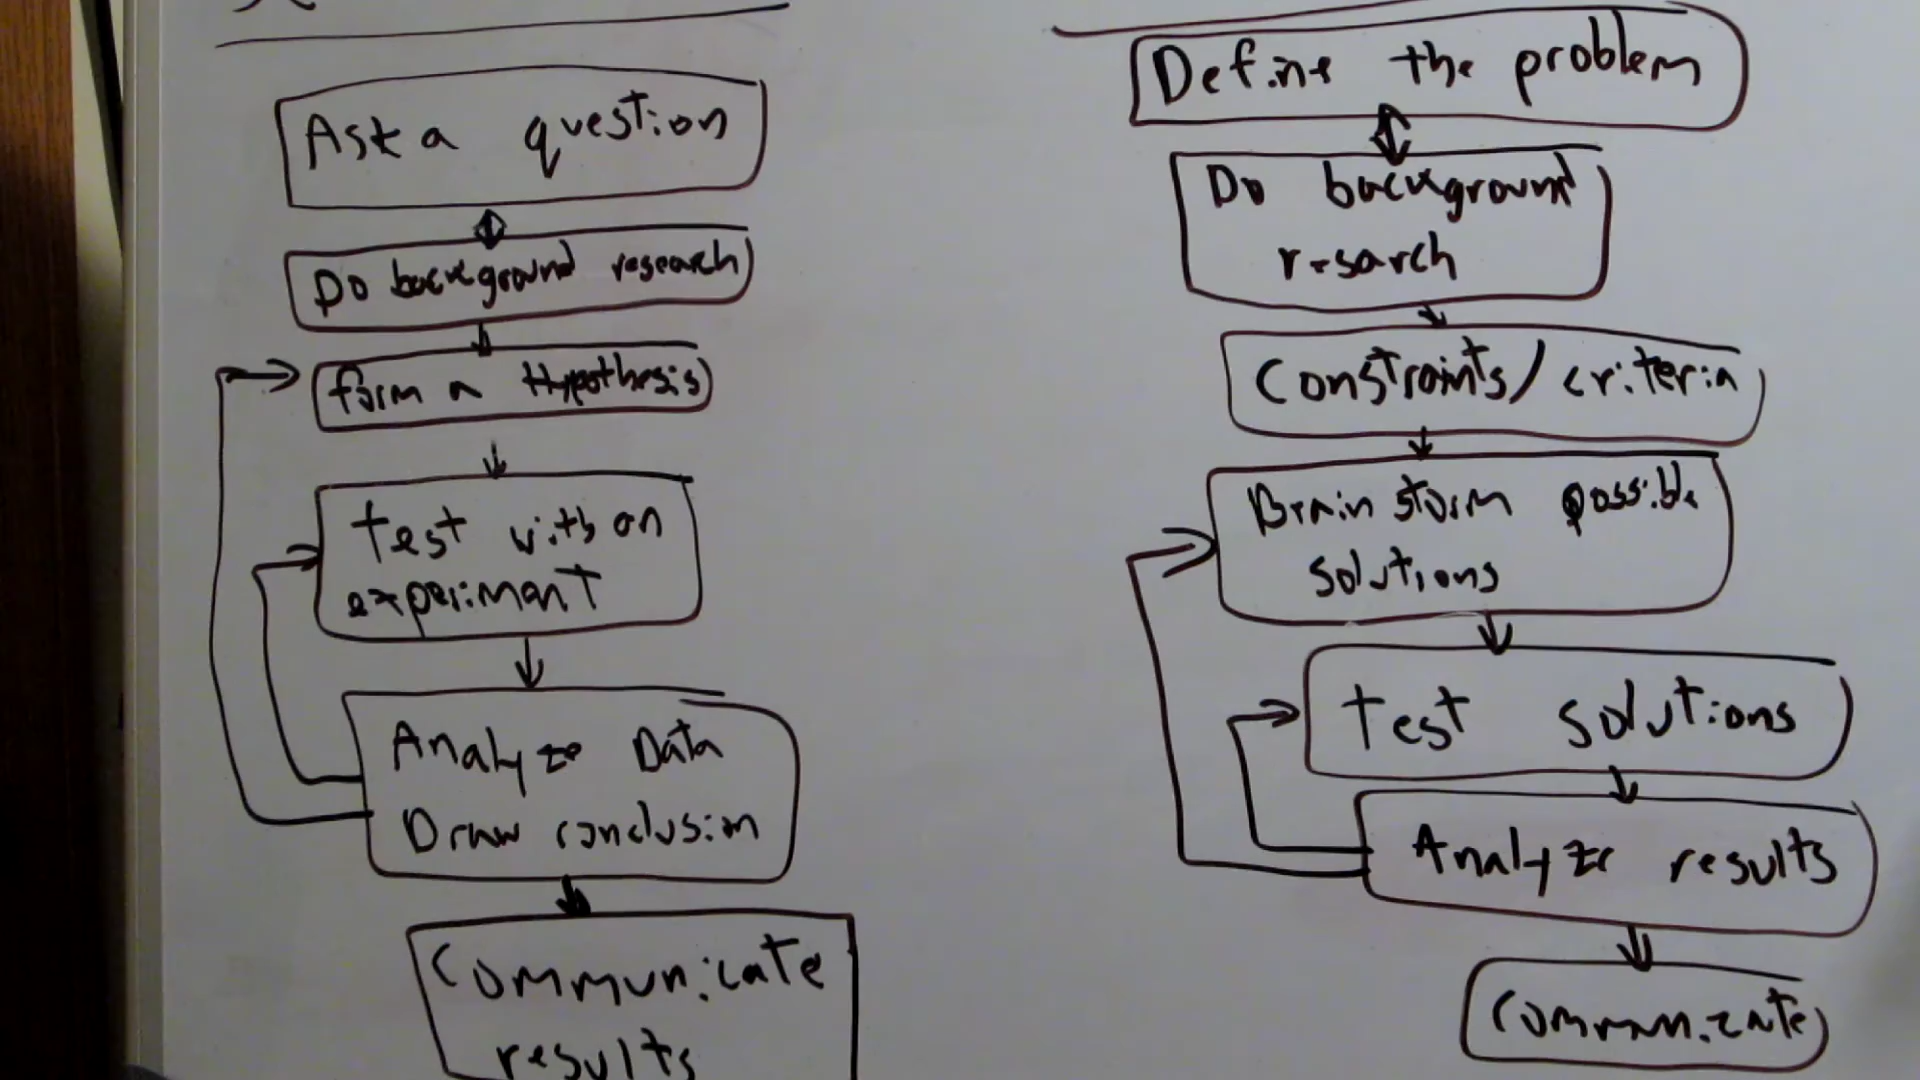 Ask a question
Do background research
form a Hypothesis
test with an
experiment
Analyze Data
Draw conclusion
Communicate
results
Define the problem
Do background
research
Constraints/criteria
Brainstorm possible
solutions
test solutions
Analyze results
Communicate